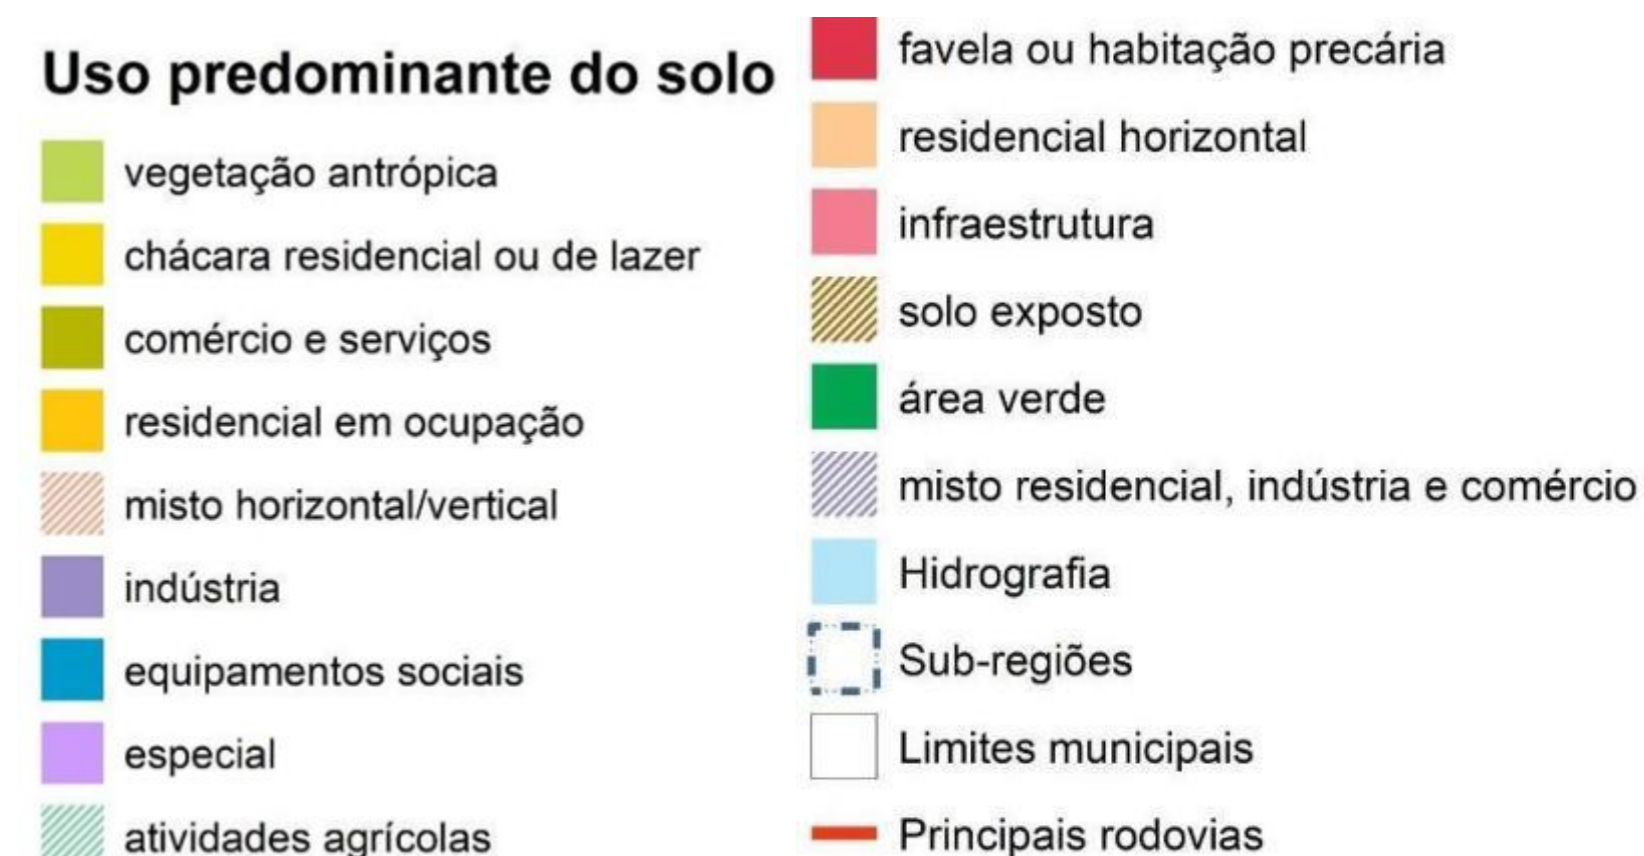 Uso predominante do solo
vegetação antrópica
chácara residencial ou de lazer
comércio e serviços
residencial em ocupação
misto horizontal/vertical
indústria
equipamentos sociais
especial
atividades agrícolas
favela ou habitação precária
residencial horizontal
infraestrutura
solo exposto
área verde
misto residencial, indústria e comércio
Hidrografia
Sub-regiões
Limites municipais
Principais rodovias